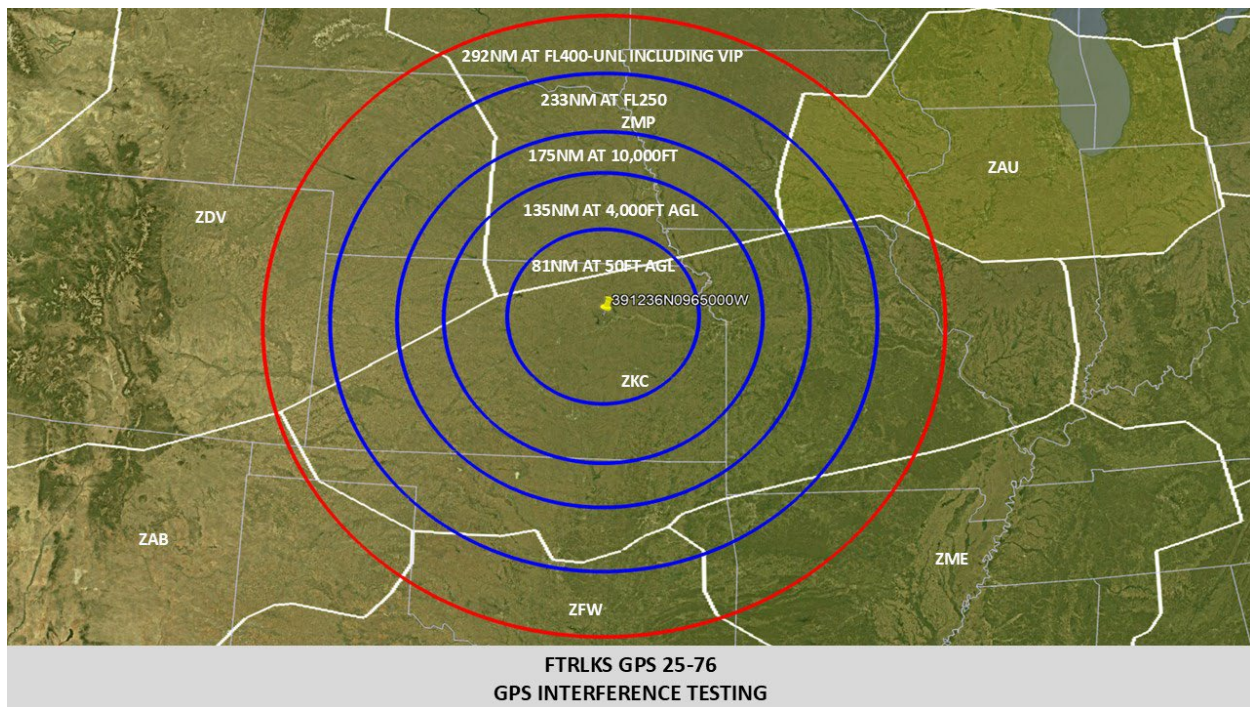 292NM AT FL400-UNL INCLUDING VIP
233NM AT FL250
ZMP
175NM AT 10,000FT
ZAU
ZDV
135NM AT 4,000FT AGL
81NM AT 50FT AGL
391236N0965000W
ZKC
ZAB
ZME
ZFW
FTRLKS GPS 25-76
GPS INTERFERENCE TESTING